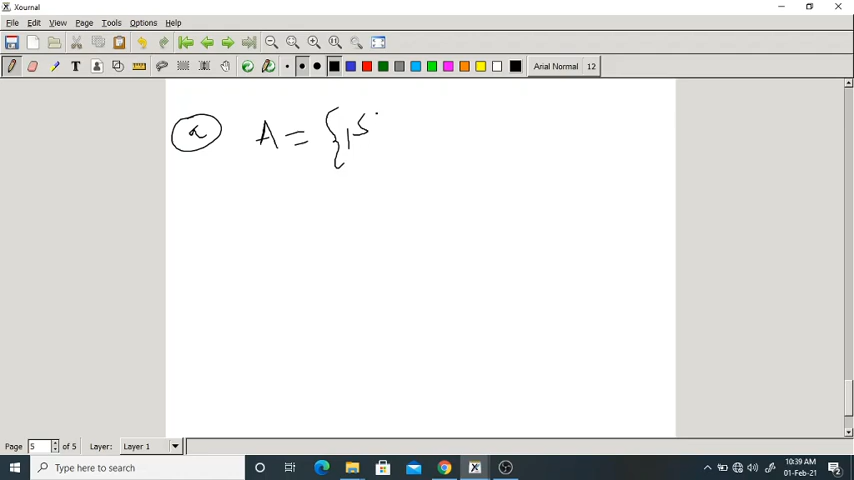 Xournal
File Edit View Page Tools Options Help
Arial Normal 12
A = {15
Page 5 of 5 Layer: Layer 1
Type here to search
10:39 AM
01-Feb-21
2